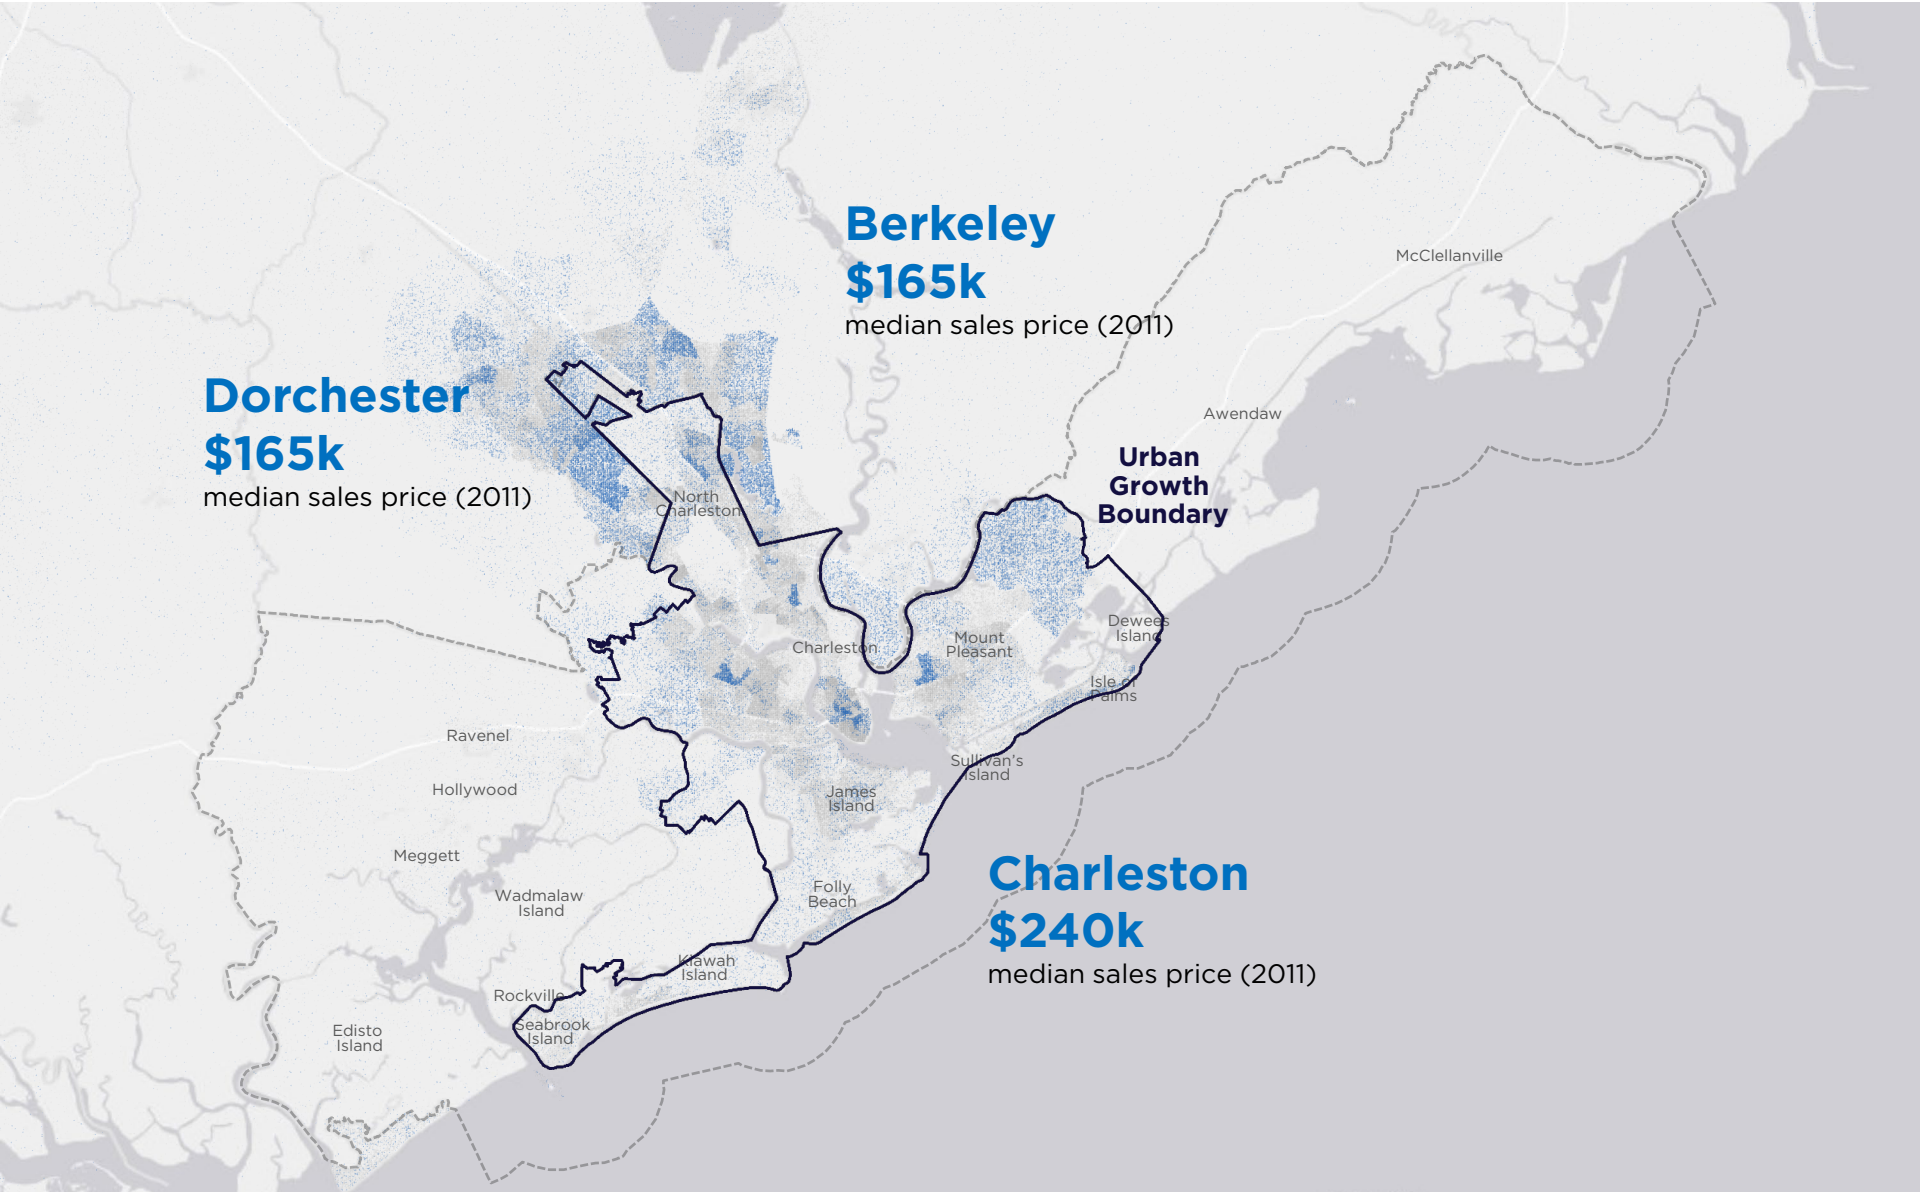 Berkeley
$165k
median sales price (2011)
McClellanville
Dorchester
$165k
median sales price (2011)
Awendaw
Urban
Growth
Boundary
North
Charleston
Dewees
Island
Mount
Pleasant
Charleston
Isle of
Palms
Ravenel
Sullivan's
Island
Hollywood
James
Island
Meggett
Charleston
$240k
median sales price (2011)
Wadmalaw
Island
Folly
Beach
Kiawah
Island
Rockville
Seabrook
Island
Edisto
Island